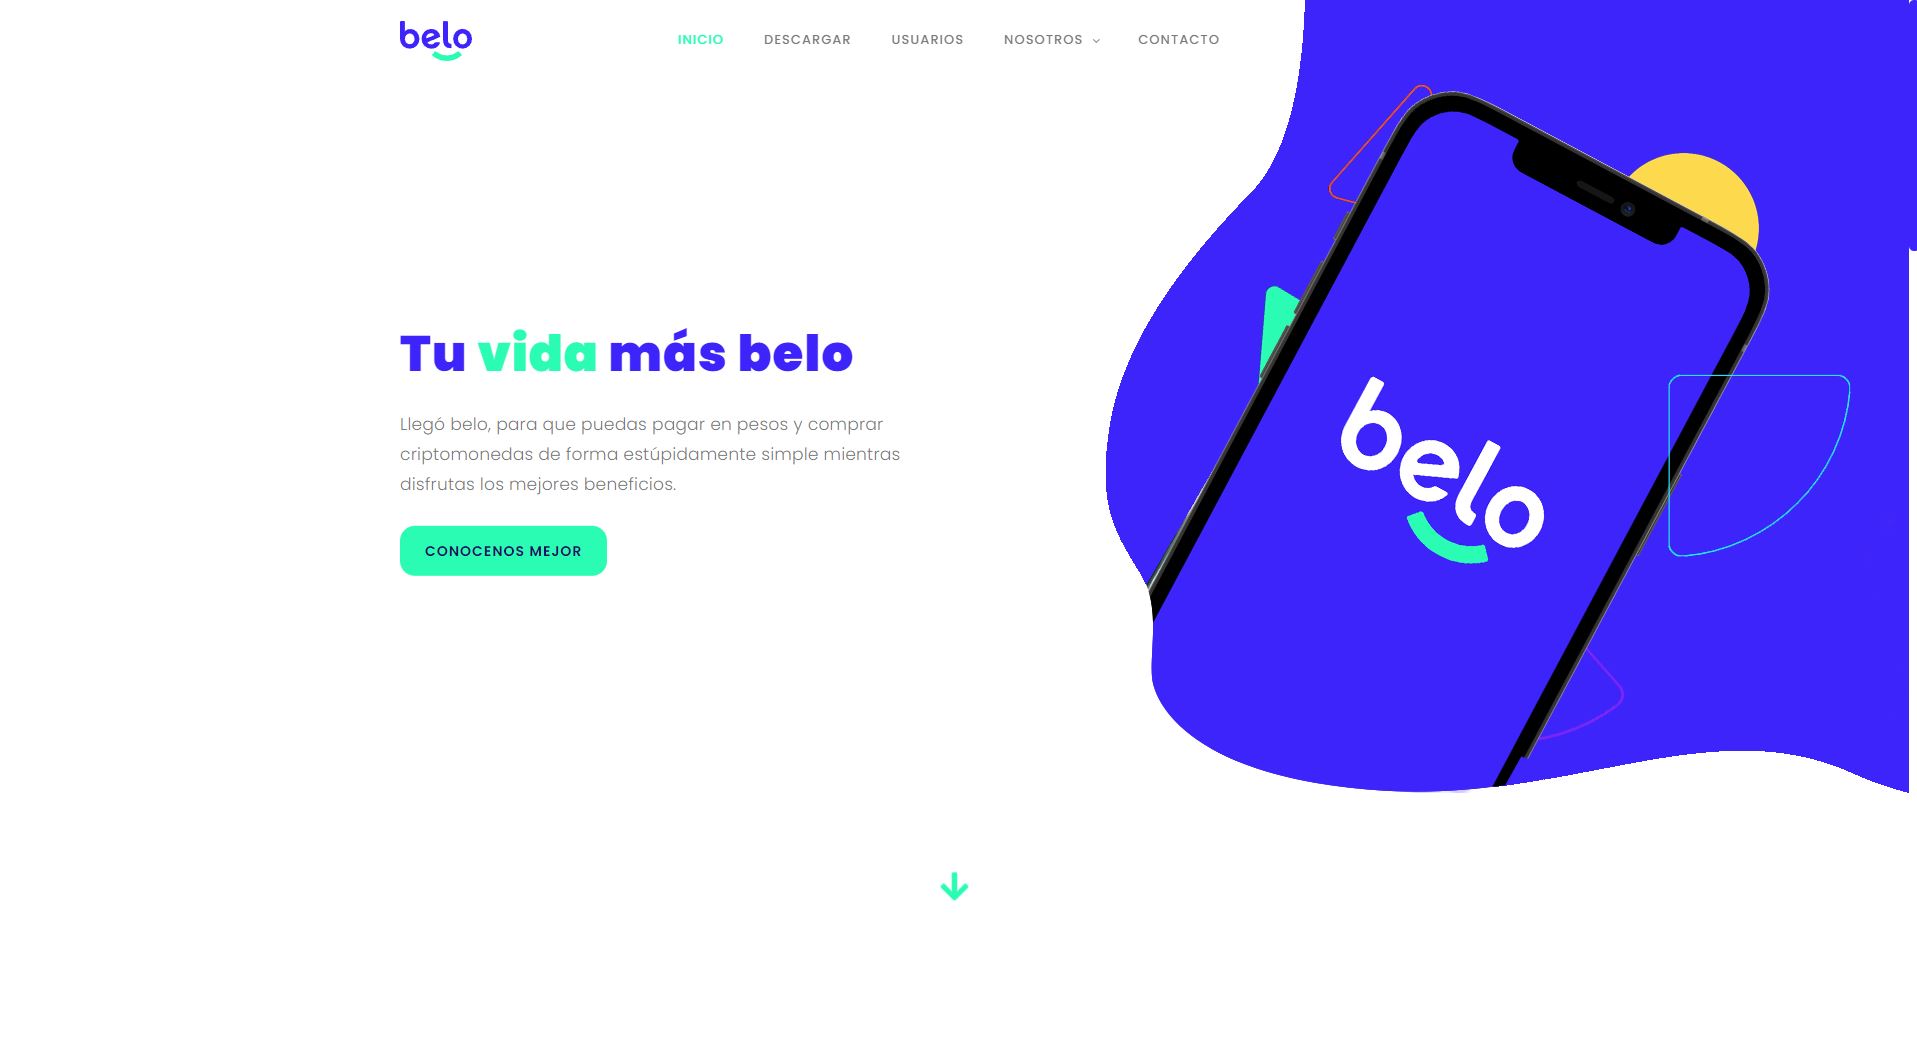 belo
INICIO
DESCARGAR
USUARIOS
NOSOTROS
CONTACTO
Tu vida más belo
Llegó belo, para que puedas pagar en pesos y comprar
criptomonedas de forma estúpidamente simple mientras
disfrutas los mejores beneficios.
CONOCENOS MEJOR
belo